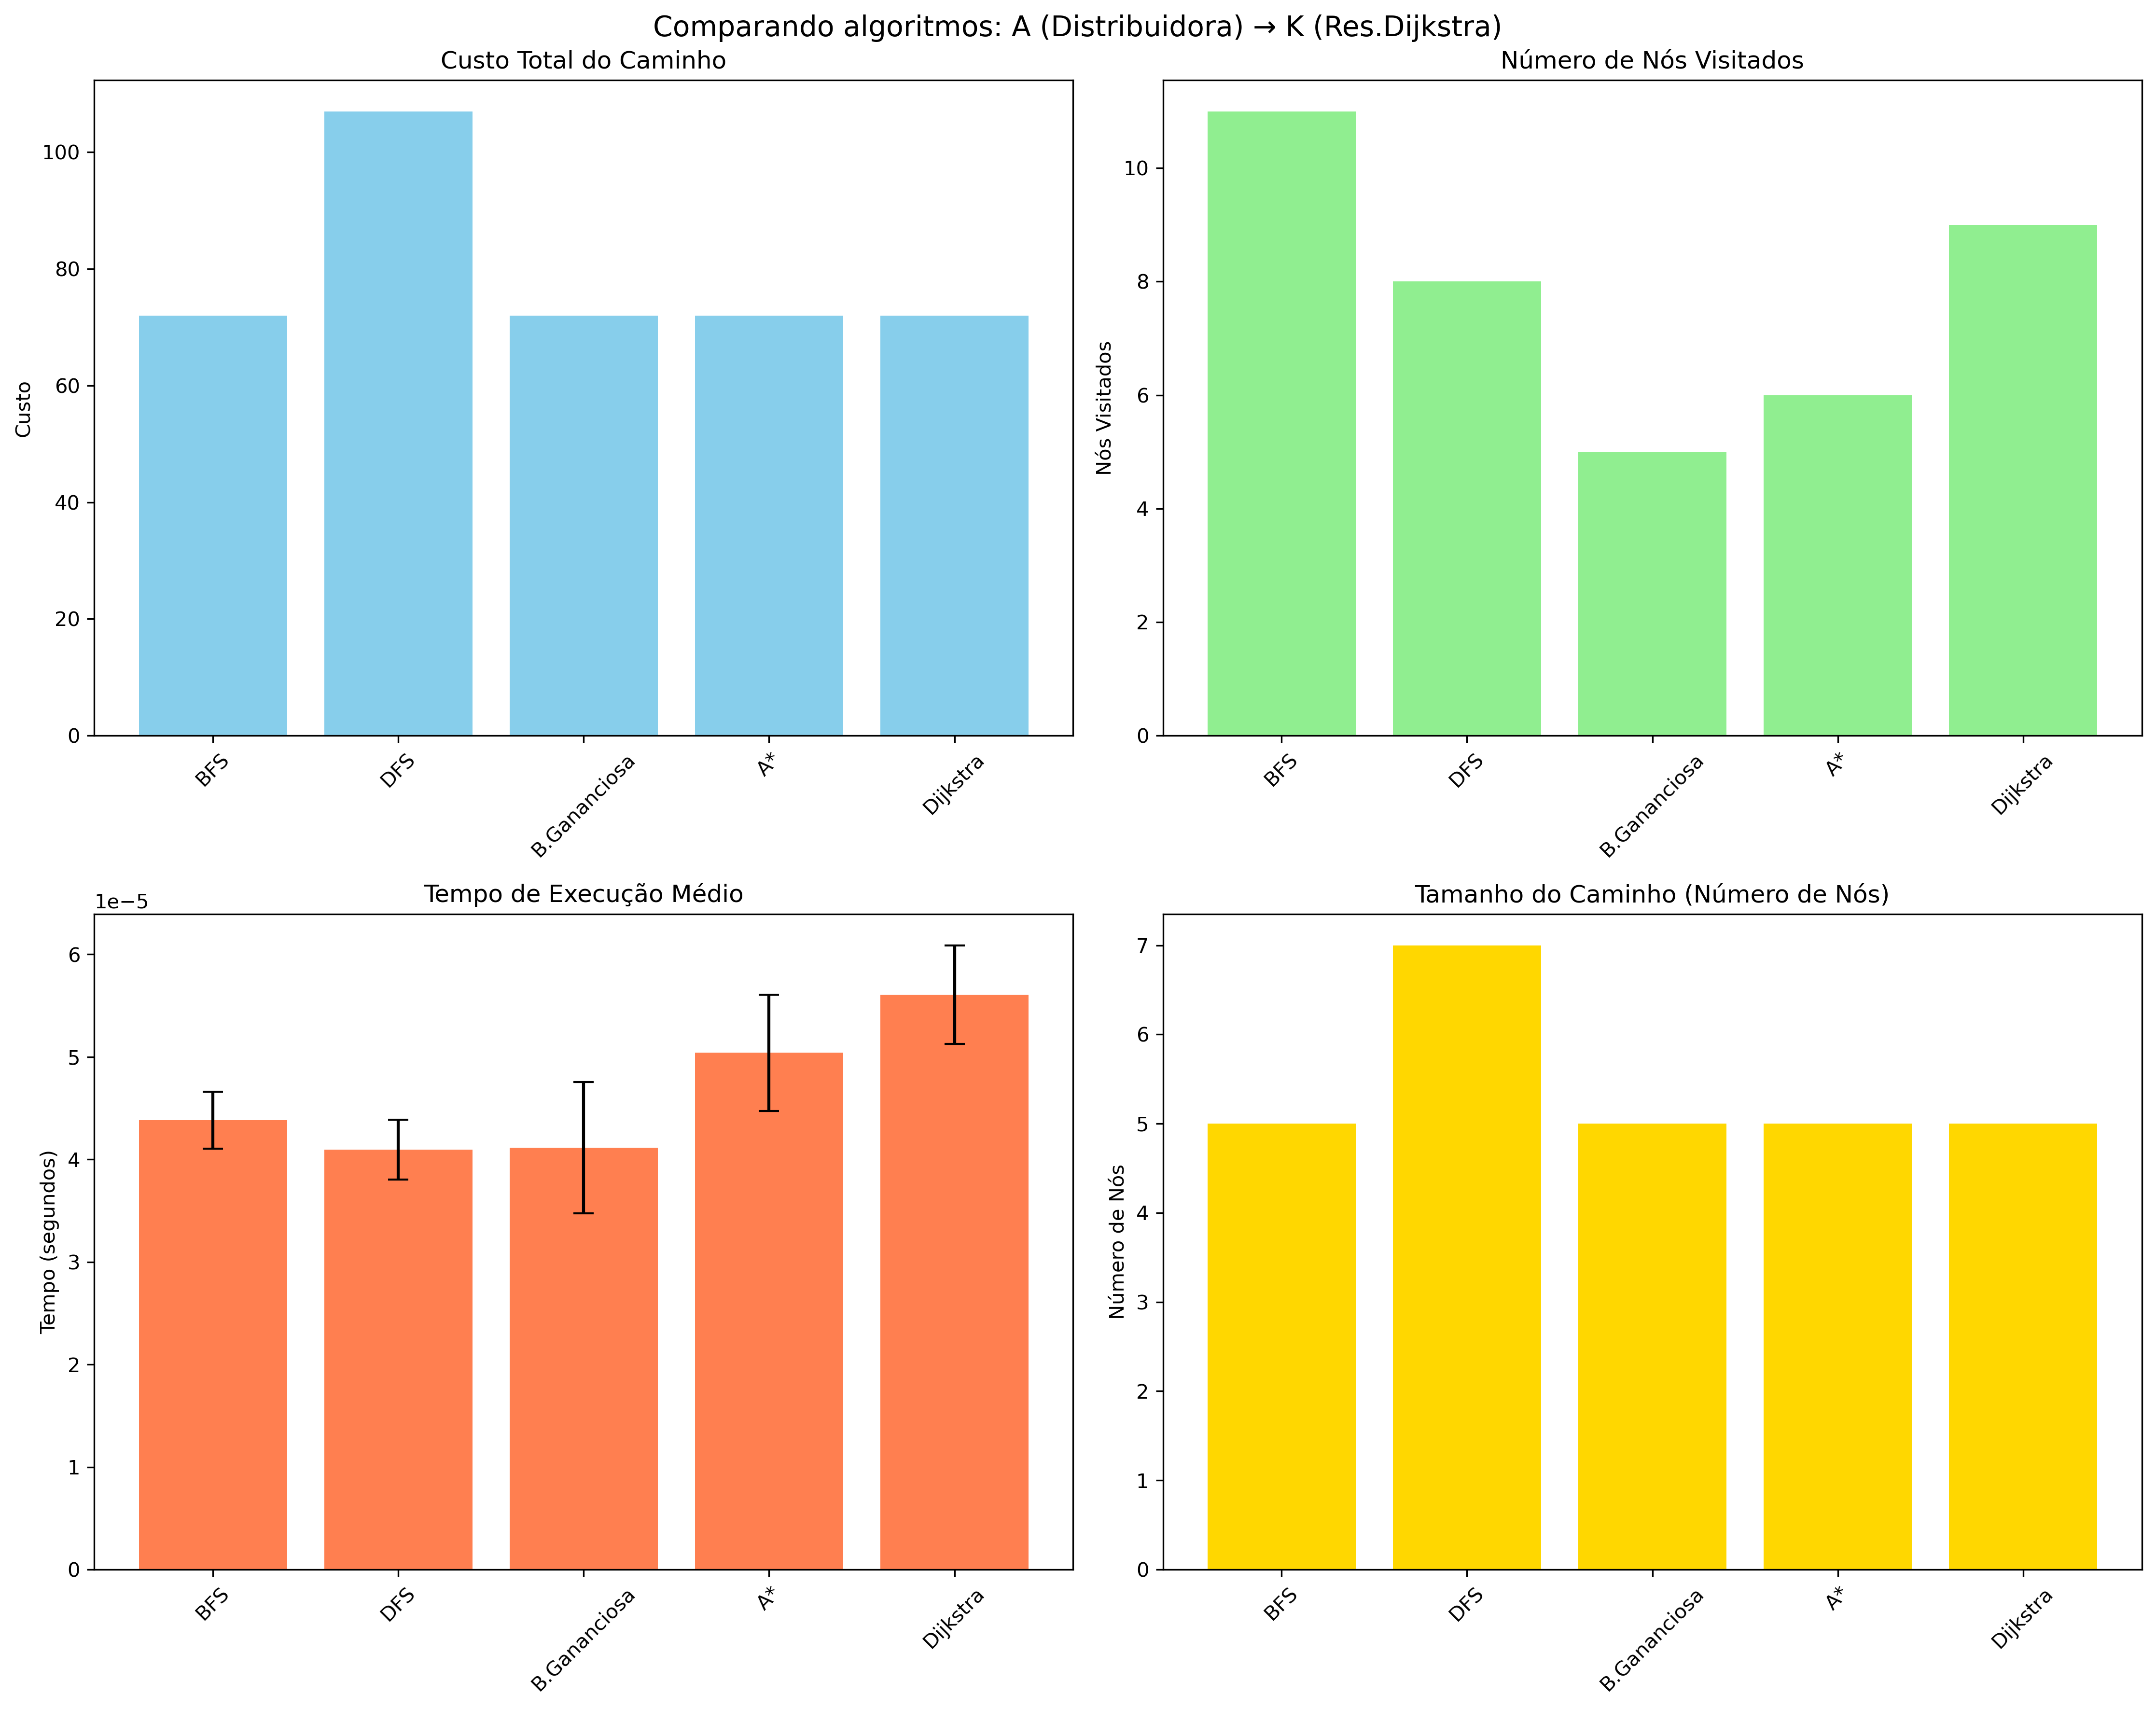 Comparando algoritmos: A (Distribuidora) → K (Res.Dijkstra)
Custo Total do Caminho
Custo
100
80
60
40
20
0
BFS
DFS
B.Gananciosa
A*
Dijkstra
Número de Nós Visitados
Nós Visitados
10
8
6
4
2
0
BFS
DFS
B.Gananciosa
A*
Dijkstra
Tempo de Execução Médio
1e−5
Tempo (segundos)
6
5
4
3
2
1
0
BFS
DFS
B.Gananciosa
A*
Dijkstra
Tamanho do Caminho (Número de Nós)
Número de Nós
7
6
5
4
3
2
1
0
BFS
DFS
B.Gananciosa
A*
Dijkstra